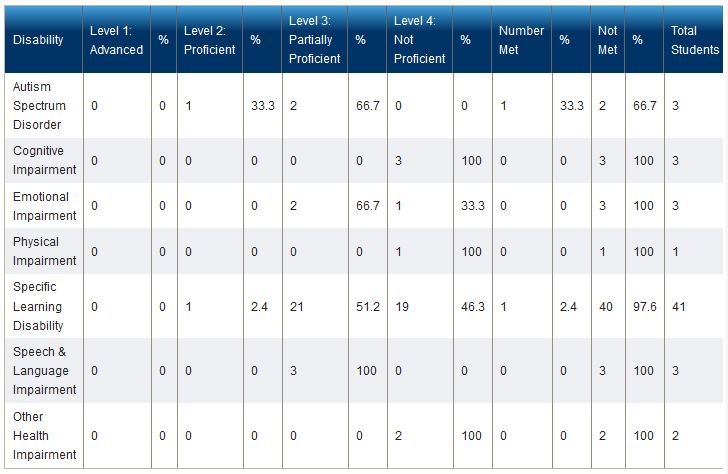 Disability Level 1: Advanced % Level 2: Proficient % Level 3: Partially Proficient % Level 4: Not Proficient % Number Met % Not Met % Total Students
Autism Spectrum Disorder 0 0 1 33.3 2 66.7 0 0 1 33.3 2 66.7 3
Cognitive Impairment 0 0 0 0 0 0 3 100 0 0 3 100 3
Emotional Impairment 0 0 0 0 2 66.7 1 33.3 0 0 3 100 3
Physical Impairment 0 0 0 0 0 0 1 100 0 0 1 100 1
Specific Learning Disability 0 0 1 2.4 21 51.2 19 46.3 1 2.4 40 97.6 41
Speech & Language Impairment 0 0 0 0 3 100 0 0 0 0 3 100 3
Other Health Impairment 0 0 0 0 0 0 2 100 0 0 2 100 2